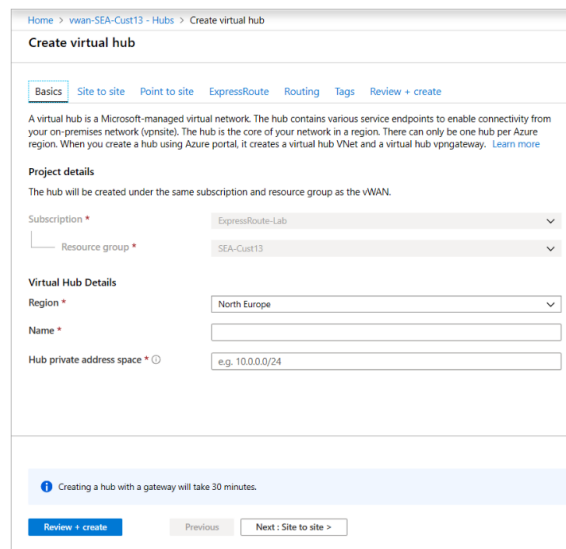 Home > vwan-SEA-Cust13 - Hubs > Create virtual hub
Create virtual hub
Basics Site to site Point to site ExpressRoute Routing Tags Review + create
A virtual hub is a Microsoft-managed virtual network. The hub contains various service endpoints to enable connectivity from
your on-premises network (vpnsite). The hub is the core of your network in a region. There can only be one hub per Azure
region. When you create a hub using Azure portal, it creates a virtual hub VNet and a virtual hub vpngateway. Learn more
Project details
The hub will be created under the same subscription and resource group as the vWAN.
Subscription * ExpressRoute-Lab
Resource group * SEA-Cust13
Virtual Hub Details
Region * North Europe
Name *
Hub private address space * e.g. 10.0.0.0/24
Creating a hub with a gateway will take 30 minutes.
Review + create Previous Next : Site to site >